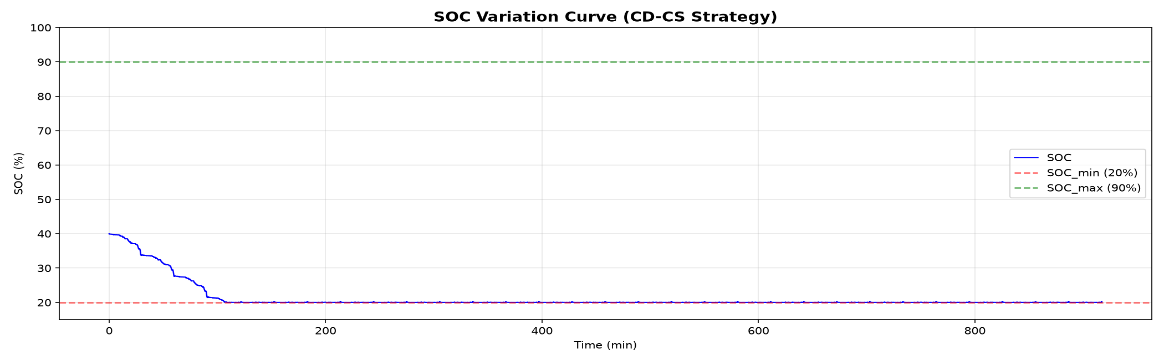 SOC Variation Curve (CD-CS Strategy)
100
90
80
70
60
50
40
30
20
SOC (%)
SOC
SOC_min (20%)
SOC_max (90%)
0
200
400
600
800
Time (min)